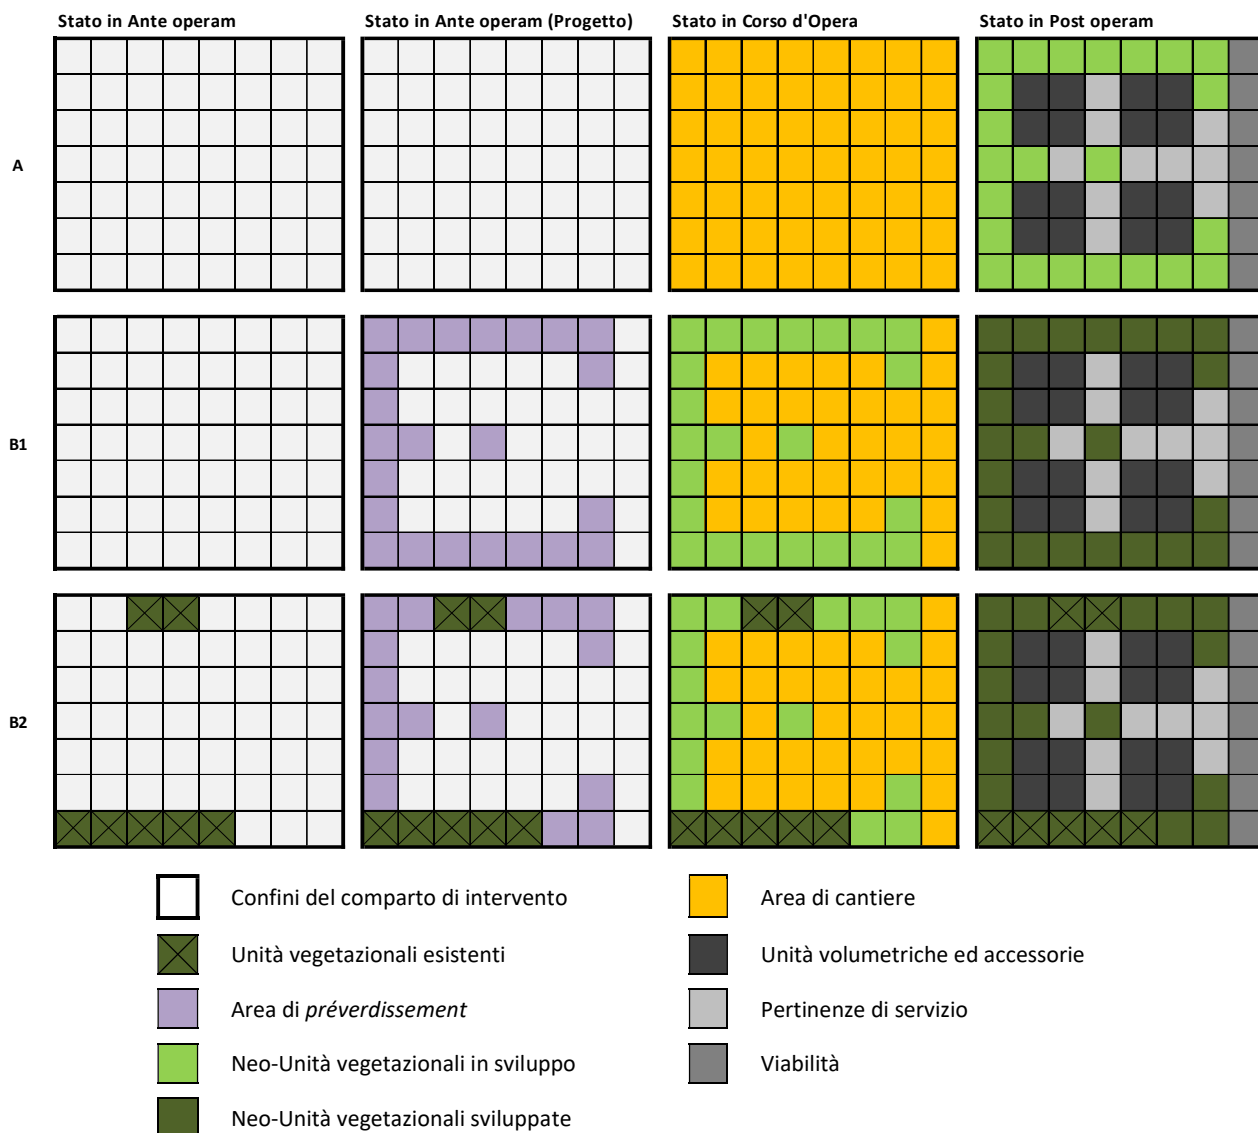 Stato in Ante operam
Stato in Ante operam (Progetto)
Stato in Corso d'Opera
Stato in Post operam
A
B1
B2
Confini del comparto di intervento
Area di cantiere
Unità vegetazionali esistenti
Unità volumetriche ed accessorie
Area di préverdissement
Pertinenze di servizio
Neo-Unità vegetazionali in sviluppo
Viabilità
Neo-Unità vegetazionali sviluppate